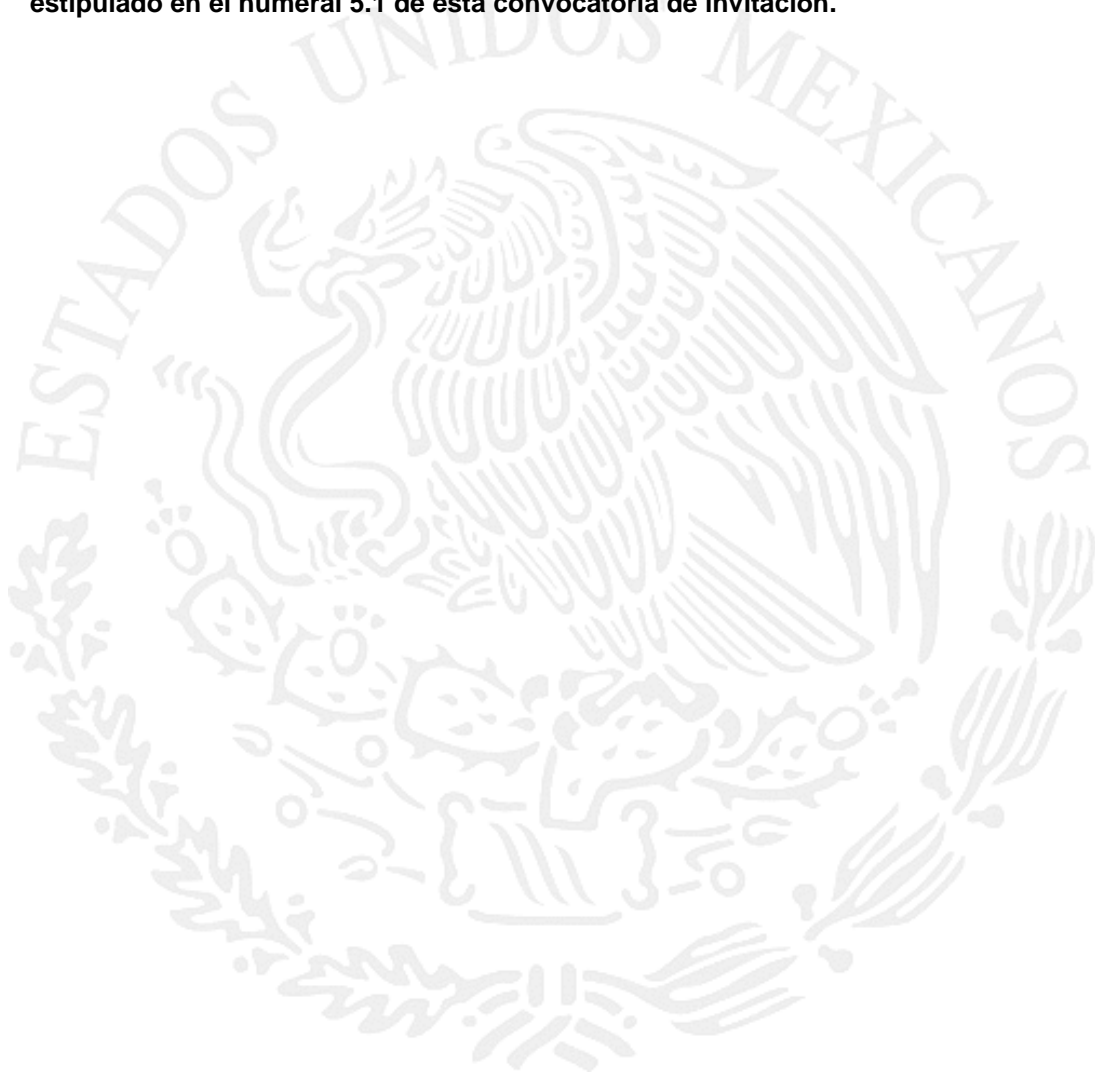 estipulado en el numeral 5.1 de esta convocatoria de invitación.
ESTADOS UNIDOS MEXICANOS